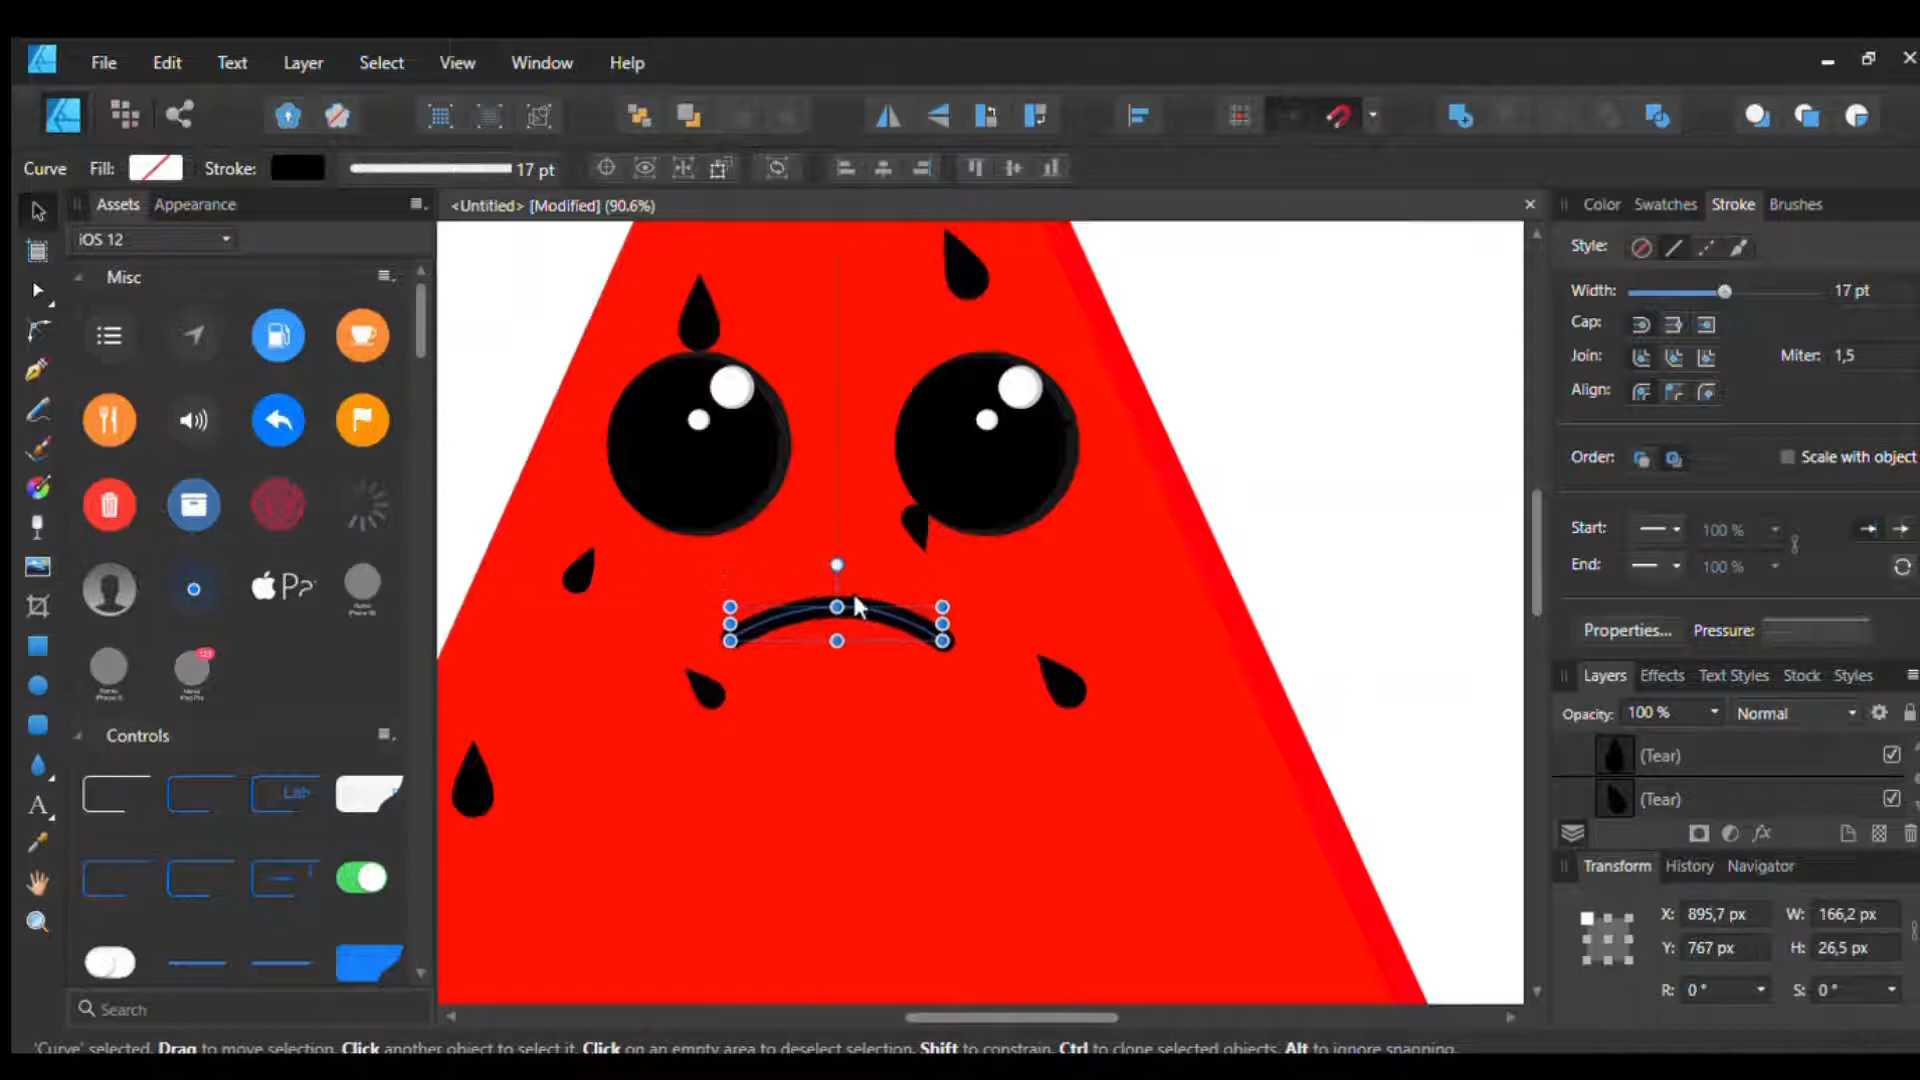 File Edit Text Layer Select View Window Help
Curve Fill: Stroke: 17 pt
Assets Appearance
<Untitled> [Modified] (90.6%)
Color Swatches Stroke Brushes
iOS 12
Style:
Misc
Width: 17 pt
Cap:
Join: Miter: 1,5
Align:
Order: Scale with object
Start: 100 %
End: 100 %
Properties... Pressure:
Layers Effects Text Styles Stock Styles
Opacity: 100 % Normal
Controls
(Tear)
(Tear)
Transform History Navigator
X: 895,7 px W: 166,2 px
Y: 767 px H: 26,5 px
R: 0 ° S: 0 °
Search
'Curve' selected. Drag to move selection. Click another object to select it. Click on an empty area to deselect selection. Shift to constrain. Ctrl to clone selected objects. Alt to ignore snapping.